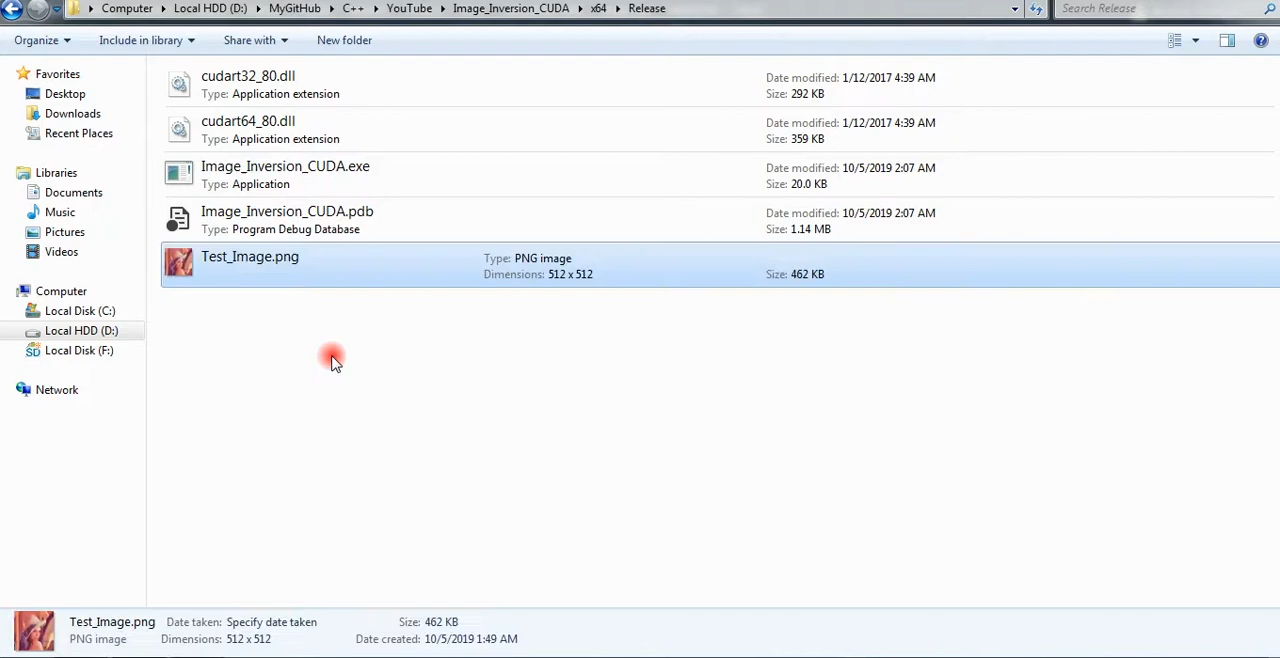 Computer Local HDD (D:) MyGitHub C++ YouTube Image_Inversion_CUDA x64 Release
Search Release
Organize Include in library Share with New folder
Favorites
Desktop
Downloads
Recent Places
Libraries
Documents
Music
Pictures
Videos
Computer
Local Disk (C:)
Local HDD (D:)
SD Local Disk (F:)
Network
cudart32_80.dll Date modified: 1/12/2017 4:39 AM
Type: Application extension Size: 292 KB
cudart64_80.dll Date modified: 1/12/2017 4:39 AM
Type: Application extension Size: 359 KB
Image_Inversion_CUDA.exe Date modified: 10/5/2019 2:07 AM
Type: Application Size: 20.0 KB
Image_Inversion_CUDA.pdb Date modified: 10/5/2019 2:07 AM
Type: Program Debug Database Size: 1.14 MB
Test_Image.png Type: PNG image
Dimensions: 512 x 512 Size: 462 KB
Test_Image.png Date taken: Specify date taken Size: 462 KB
PNG image Dimensions: 512 x 512 Date created: 10/5/2019 1:49 AM